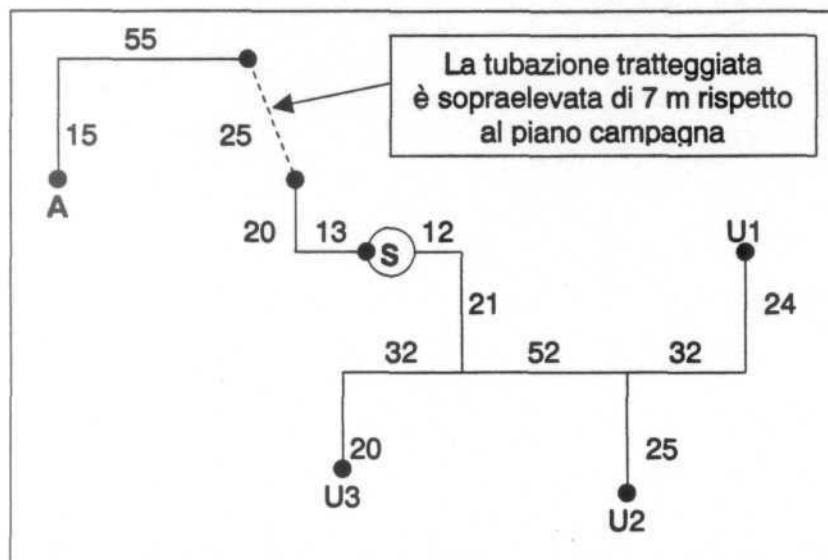 55
La tubazione tratteggiata
è sopraelevata di 7 m rispetto
al piano campagna
15
25
A
20
13
S
12
U1
21
24
32
52
32
20
25
U3
U2